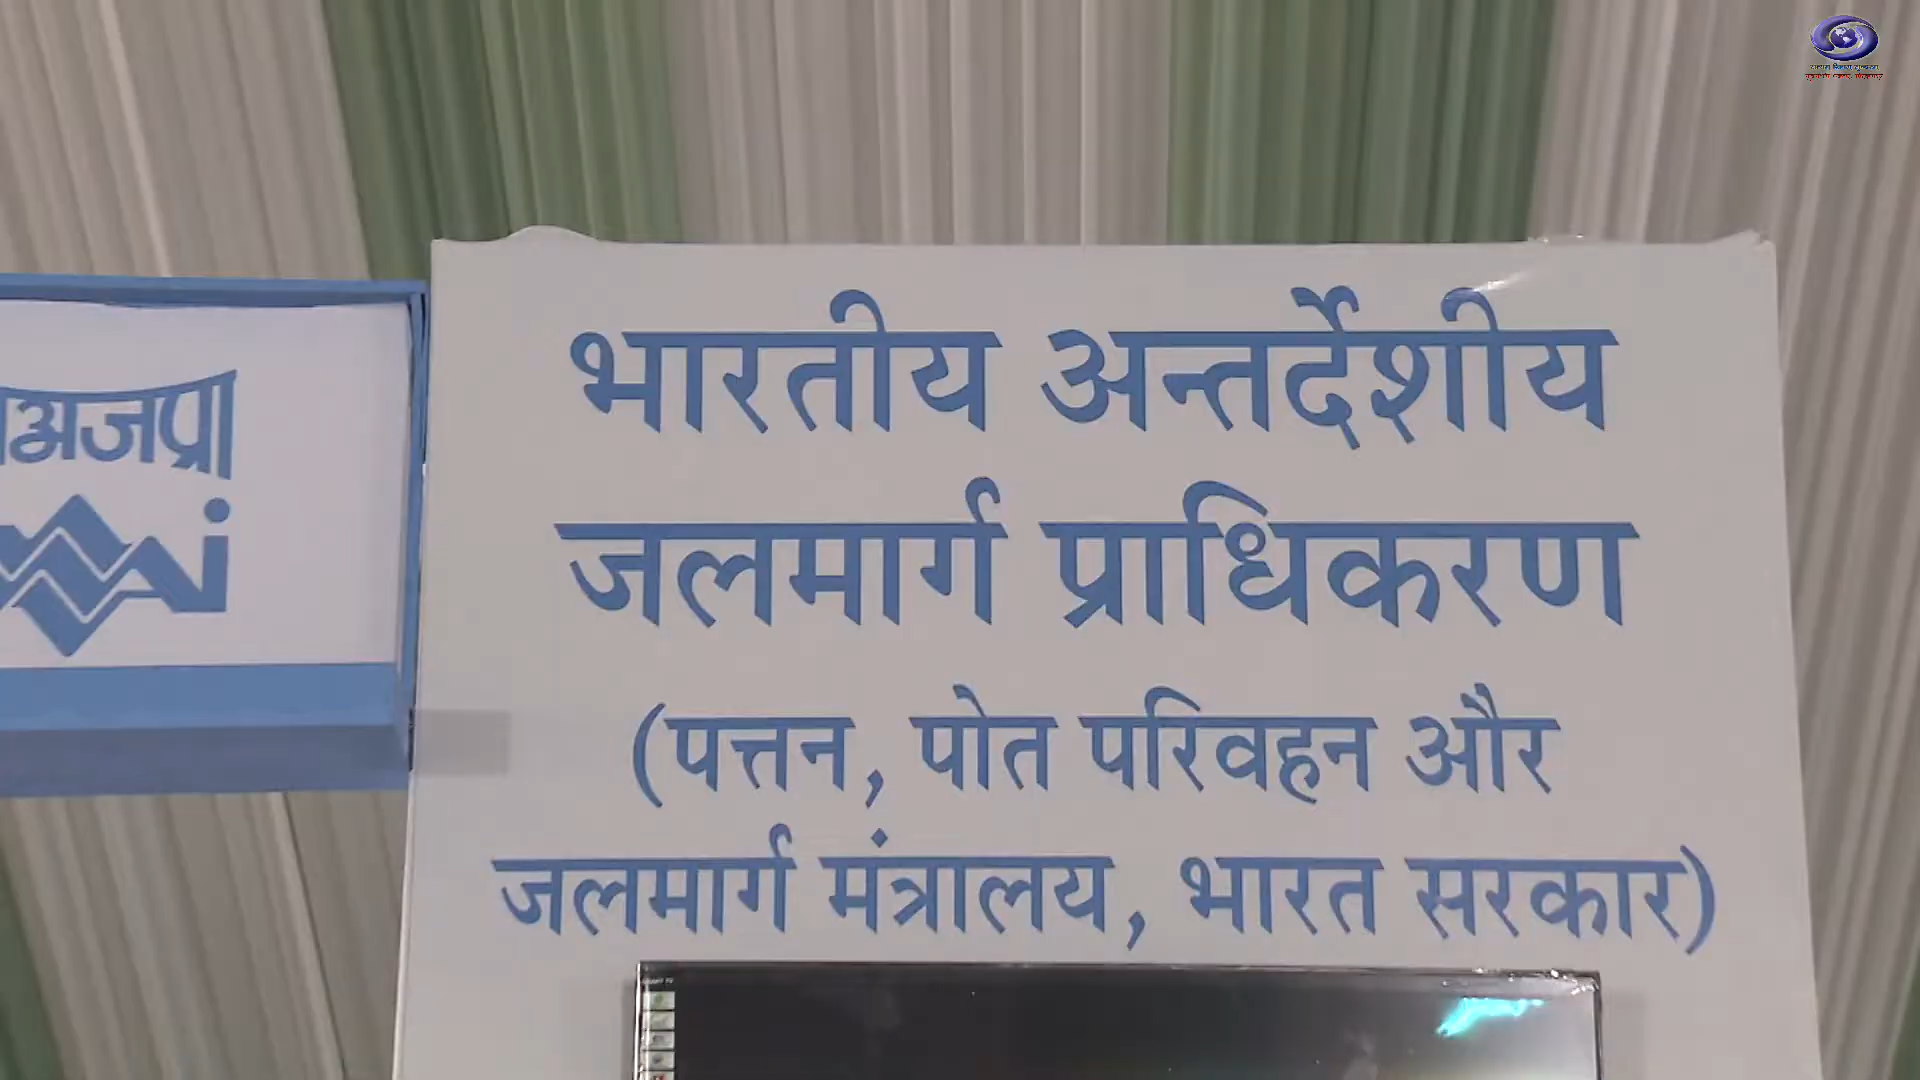 भारतीय अन्तर्देशीय
जलमार्ग प्राधिकरण
(पत्तन, पोत परिवहन और
जलमार्ग मंत्रालय, भारत सरकार)